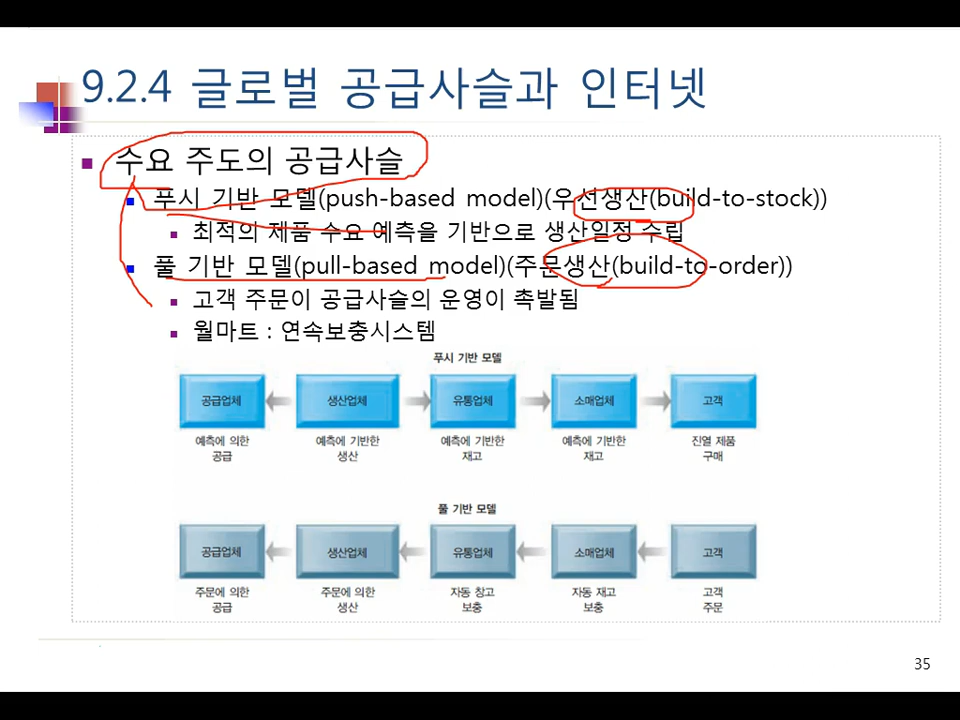 9.2.4 글로벌 공급사슬과 인터넷
수요 주도의 공급사슬
푸시 기반 모델(push-based model)(우선생산(build-to-stock))
최적의 제품 수요 예측을 기반으로 생산일정 수립
풀 기반 모델(pull-based model)(주문생산(build-to-order))
고객 주문이 공급사슬의 운영이 촉발됨
월마트 : 연속보충시스템
푸시 기반 모델
공급업체 생산업체 유통업체 소매업체 고객
예측에 의한 예측에 기반한 예측에 기반한 예측에 기반한 진열 제품
공급 생산 재고 재고 구매
풀 기반 모델
공급업체 생산업체 유통업체 소매업체 고객
주문에 의한 주문에 의한 자동 창고 자동 재고 고객
공급 생산 보충 보충 주문
35